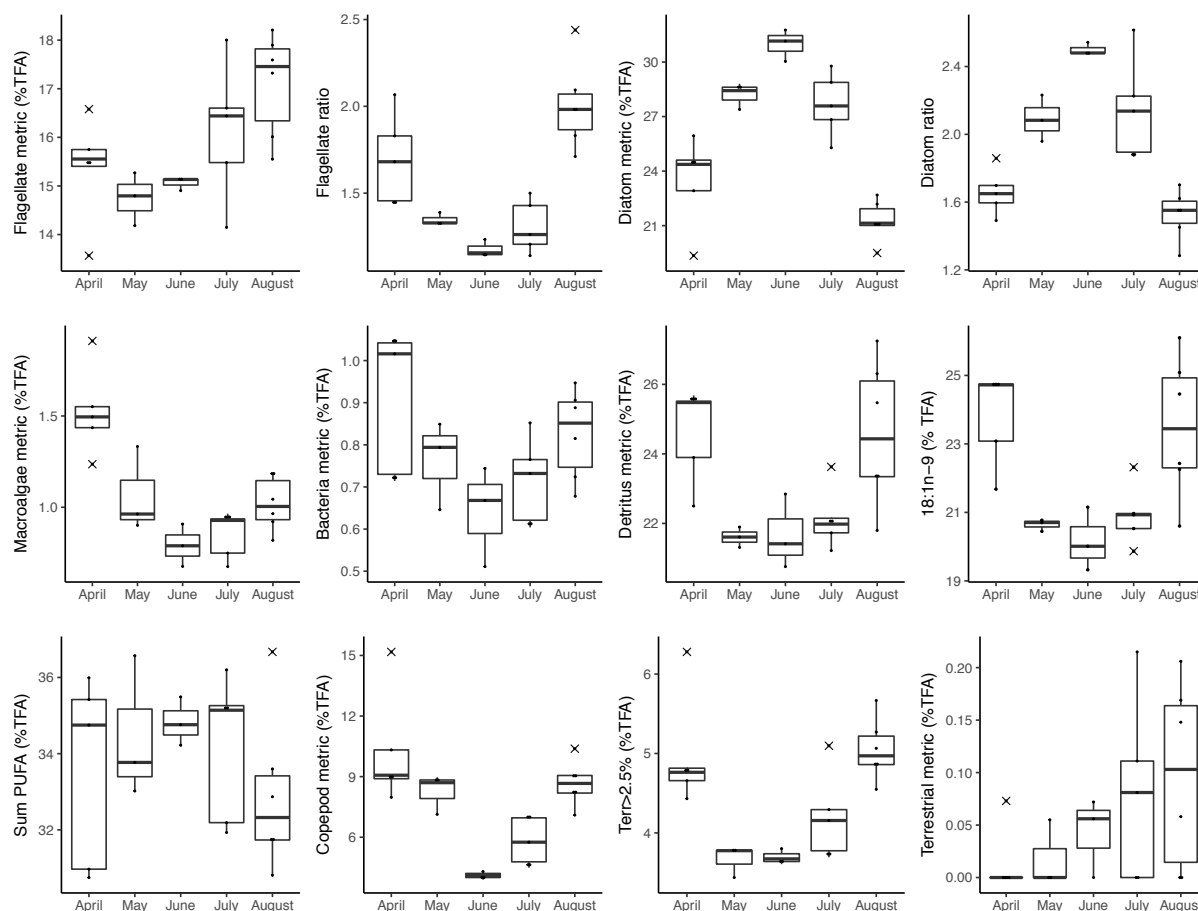 Flagellate metric (%TFA)
18
17
16
15
14
April May June July August
Flagellate ratio
2.5
2.0
1.5
April May June July August
Diatom metric (%TFA)
30
27
24
21
April May June July August
Diatom ratio
2.4
2.0
1.6
1.2
April May June July August
Macroalgae metric (%TFA)
1.5
1.0
April May June July August
Bacteria metric (%TFA)
1.0
0.9
0.8
0.7
0.6
0.5
April May June July August
Detritus metric (%TFA)
26
24
22
April May June July August
18:1n−9 (% TFA)
25
23
21
19
April May June July August
Sum PUFA (%TFA)
36
34
32
April May June July August
Copepod metric (%TFA)
15
12
9
6
April May June July August
Terr>2.5% (%TFA)
6
5
4
April May June July August
Terrestrial metric (%TFA)
0.20
0.15
0.10
0.05
0.00
April May June July August